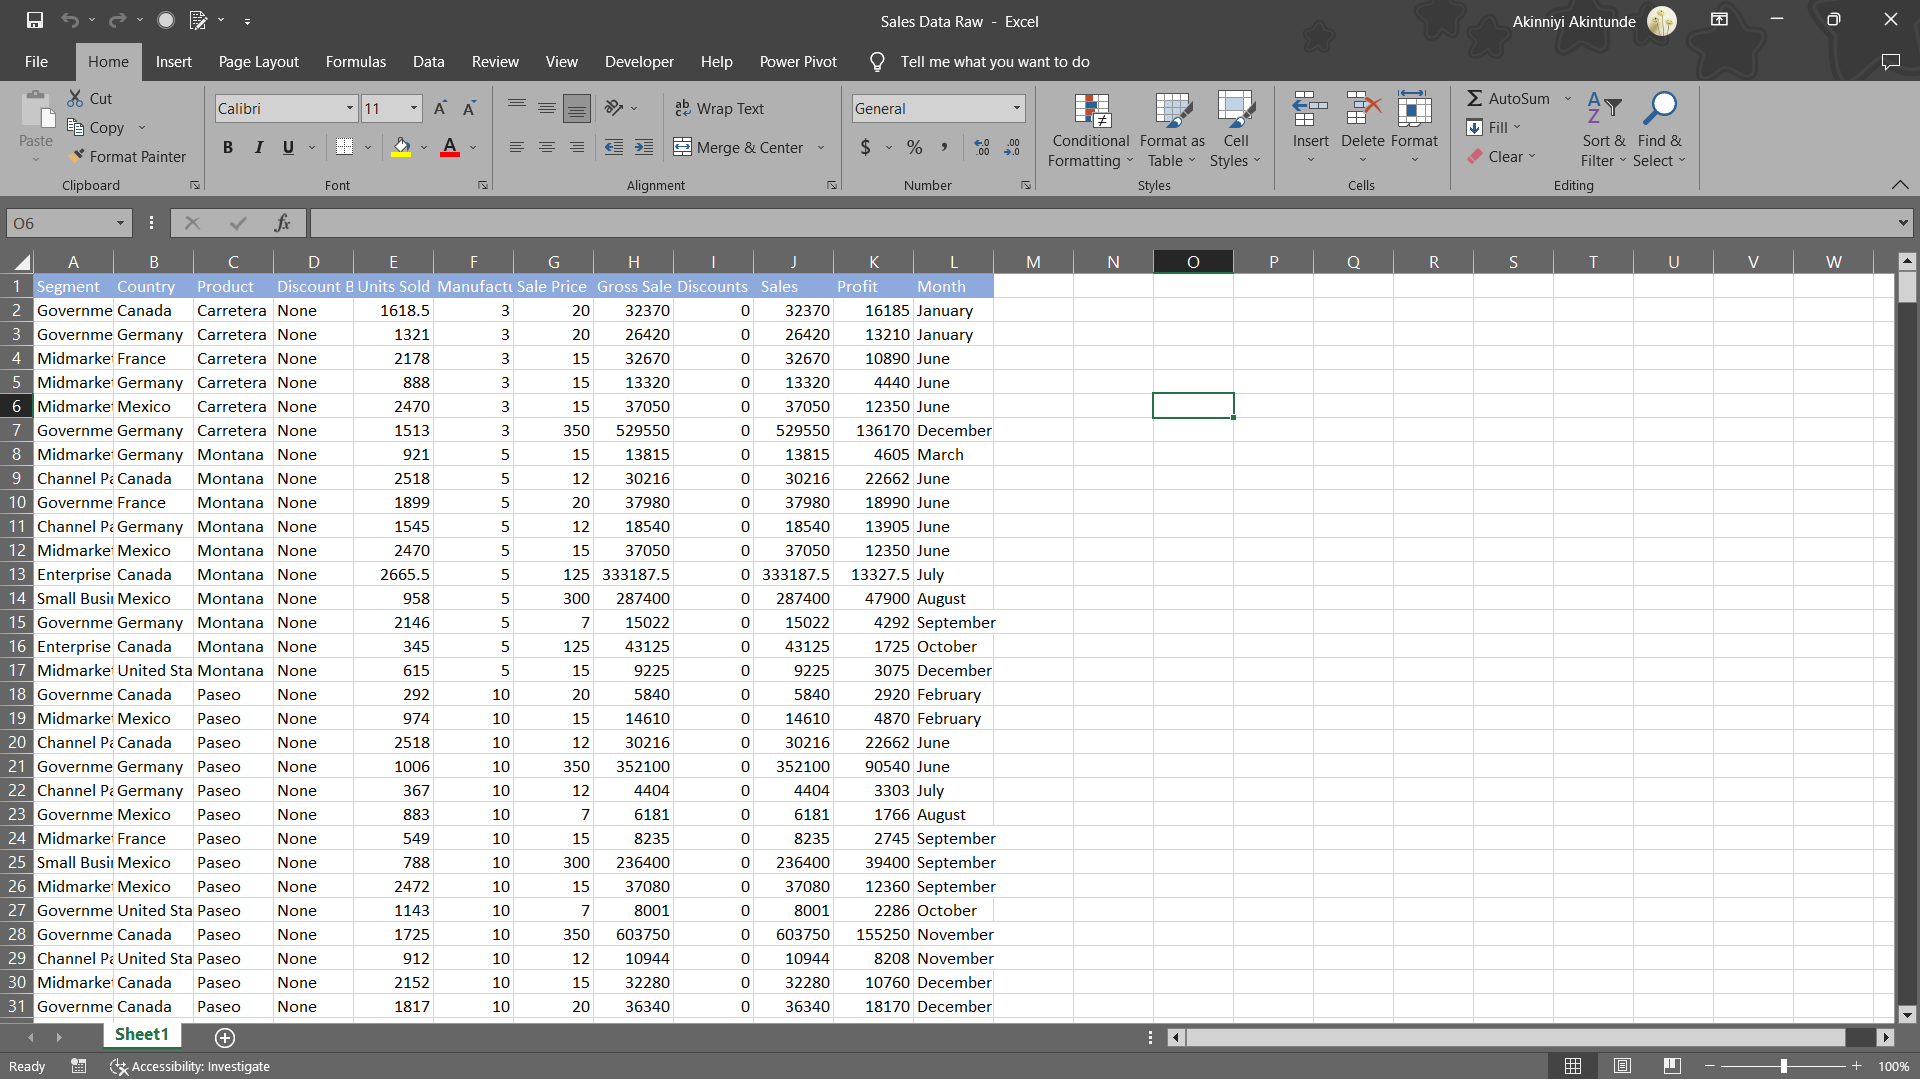 Sales Data Raw - Excel
Akinniyi Akintunde
File Home Insert Page Layout Formulas Data Review View Developer Help Power Pivot Tell me what you want to do
Paste
Cut
Copy
Format Painter
Clipboard
Calibri 11
B I U
Font
Wrap Text
Merge & Center
Alignment
General
$ % ,
Number
Conditional Formatting
Format as Table
Cell Styles
Styles
Insert Delete Format
Cells
AutoSum
Fill
Clear
Sort & Filter
Find & Select
Editing
O6 fx
A B C D E F G H I J K L M N O P Q R S T U V W
1 Segment Country Product Discount B Units Sold Manufactu Sale Price Gross Sale Discounts Sales Profit Month
2 Governme Canada Carretera None 1618.5 3 20 32370 0 32370 16185 January
3 Governme Germany Carretera None 1321 3 20 26420 0 26420 13210 January
4 Midmarket France Carretera None 2178 3 15 32670 0 32670 10890 June
5 Midmarket Germany Carretera None 888 3 15 13320 0 13320 4440 June
6 Midmarket Mexico Carretera None 2470 3 15 37050 0 37050 12350 June
7 Governme Germany Carretera None 1513 3 350 529550 0 529550 136170 December
8 Midmarket Germany Montana None 921 5 15 13815 0 13815 4605 March
9 Channel Pa Canada Montana None 2518 5 12 30216 0 30216 22662 June
10 Governme France Montana None 1899 5 20 37980 0 37980 18990 June
11 Channel Pa Germany Montana None 1545 5 12 18540 0 18540 13905 June
12 Midmarket Mexico Montana None 2470 5 15 37050 0 37050 12350 June
13 Enterprise Canada Montana None 2665.5 5 125 333187.5 0 333187.5 13327.5 July
14 Small Busi Mexico Montana None 958 5 300 287400 0 287400 47900 August
15 Governme Germany Montana None 2146 5 7 15022 0 15022 4292 September
16 Enterprise Canada Montana None 345 5 125 43125 0 43125 1725 October
17 Midmarket United Sta Montana None 615 5 15 9225 0 9225 3075 December
18 Governme Canada Paseo None 292 10 20 5840 0 5840 2920 February
19 Midmarket Mexico Paseo None 974 10 15 14610 0 14610 4870 February
20 Channel Pa Canada Paseo None 2518 10 12 30216 0 30216 22662 June
21 Governme Germany Paseo None 1006 10 350 352100 0 352100 90540 June
22 Channel Pa Germany Paseo None 367 10 12 4404 0 4404 3303 July
23 Governme Mexico Paseo None 883 10 7 6181 0 6181 1766 August
24 Midmarket France Paseo None 549 10 15 8235 0 8235 2745 September
25 Small Busi Mexico Paseo None 788 10 300 236400 0 236400 39400 September
26 Midmarket Mexico Paseo None 2472 10 15 37080 0 37080 12360 September
27 Governme United Sta Paseo None 1143 10 7 8001 0 8001 2286 October
28 Governme Canada Paseo None 1725 10 350 603750 0 603750 155250 November
29 Channel Pa United Sta Paseo None 912 10 12 10944 0 10944 8208 November
30 Midmarket Canada Paseo None 2152 10 15 32280 0 32280 10760 December
31 Governme Canada Paseo None 1817 10 20 36340 0 36340 18170 December
Sheet1
Ready Accessibility: Investigate 100%